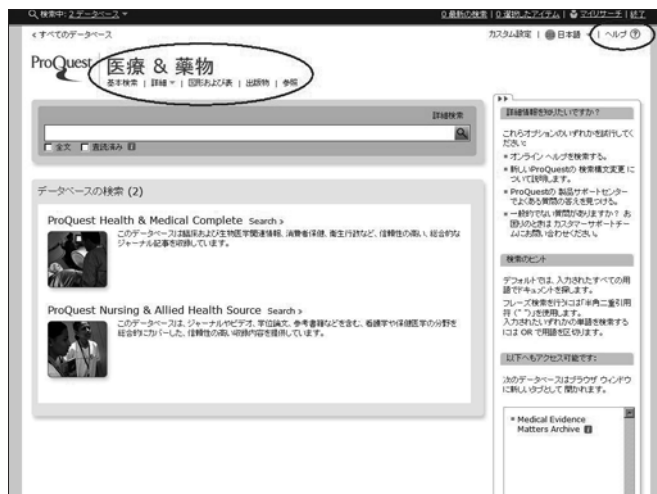 検索中: 2 データベース
0 最新の検索 | 0 選択したアイテム | マイリサーチ | 終了
‹ すべてのデータベース
カスタム設定 | 日本語 | ヘルプ ?
ProQuest
医療 & 薬物
基本検索 | 詳細 | 図形および表 | 出版物 | 参照
詳細検索
全文 査読済み
データベースの検索 (2)
ProQuest Health & Medical Complete Search ›
このデータベースは臨床および生物医学関連情報、消費者保健、衛生行政など、信頼性の高い、総合的な
ジャーナル記事を収録しています。
ProQuest Nursing & Allied Health Source Search ›
このデータベースは、ジャーナルやビデオ、学位論文、参考書籍などを含む、看護学や保健医学の分野を
総合的にカバーした、信頼性の高い収録内容を提供しています。
詳細情報を知りたいですか?
これらオプションのいずれかを試行してく
ださい:
オンライン ヘルプを検索する。
新しいProQuestの 検索構文変更 に
ついて説明します。
ProQuestの 製品サポートセンター
でよくある質問の答えを見つける。
一般的でない質問がありますか? お
困りのときは カスタマーサポートチー
ムにお問い合わせください。
検索のヒント
デフォルトでは、入力されたすべての用
語でドキュメントを探します。
フレーズ検索を行うには「半角二重引用
符 (" ")」を使用します。
入力されたいずれかの単語を検索する
には OR で用語を区切ります。
以下へもアクセス可能です:
次のデータベースはブラウザ ウィンドウ
に新しいタブとして 開かれます。
Medical Evidence
Matters Archive